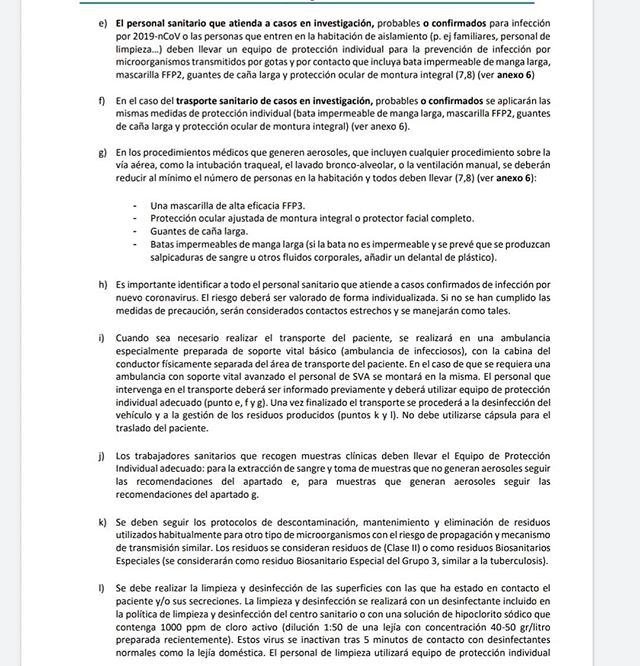 e) El personal sanitario que atienda a casos en investigación, probables o confirmados para infección
por 2019-nCoV o las personas que entren en la habitación de aislamiento (p. ej familiares, personal de
limpieza...) deben llevar un equipo de protección individual para la prevención de infección por
microorganismos transmitidos por gotas y por contacto que incluya bata impermeable de manga larga,
mascarilla FFP2, guantes de caña larga y protección ocular de montura integral (7,8) (ver anexo 6)
f) En el caso del trasporte sanitario de casos en investigación, probables o confirmados se aplicarán las
mismas medidas de protección individual (bata impermeable de manga larga, mascarilla FFP2, guantes
de caña larga y protección ocular de montura integral) (ver anexo 6).
g) En los procedimientos médicos que generen aerosoles, que incluyen cualquier procedimiento sobre la
vía aérea, como la intubación traqueal, el lavado bronco-alveolar, o la ventilación manual, se deberán
reducir al mínimo el número de personas en la habitación y todos deben llevar (7,8) (ver anexo 6):
- Una mascarilla de alta eficacia FFP3.
- Protección ocular ajustada de montura integral o protector facial completo.
- Guantes de caña larga.
- Batas impermeables de manga larga (si la bata no es impermeable y se prevé que se produzcan
salpicaduras de sangre u otros fluidos corporales, añadir un delantal de plástico).
h) Es importante identificar a todo el personal sanitario que atiende a casos confirmados de infección por
nuevo coronavirus. El riesgo deberá ser valorado de forma individualizada. Si no se han cumplido las
medidas de precaución, serán considerados contactos estrechos y se manejarán como tales.
i) Cuando sea necesario realizar el transporte del paciente, se realizará en una ambulancia
especialmente preparada de soporte vital básico (ambulancia de infecciosos), con la cabina del
conductor físicamente separada del área de transporte del paciente. En el caso de que se requiera una
ambulancia con soporte vital avanzado el personal de SVA se montará en la misma. El personal que
intervenga en el transporte deberá ser informado previamente y deberá utilizar equipo de protección
individual adecuado (punto e, f y g). Una vez finalizado el transporte se procederá a la desinfección del
vehículo y a la gestión de los residuos producidos (puntos k y l). No debe utilizarse cápsula para el
traslado del paciente.
j) Los trabajadores sanitarios que recogen muestras clínicas deben llevar el Equipo de Protección
Individual adecuado: para la extracción de sangre y toma de muestras que no generan aerosoles seguir
las recomendaciones del apartado e, para muestras que generan aerosoles seguir las
recomendaciones del apartado g.
k) Se deben seguir los protocolos de descontaminación, mantenimiento y eliminación de residuos
utilizados habitualmente para otro tipo de microorganismos con el riesgo de propagación y mecanismo
de transmisión similar. Los residuos se consideran residuos de (Clase II) o como residuos Biosanitarios
Especiales (se considerarán como residuo Biosanitario Especial del Grupo 3, similar a la tuberculosis).
l) Se debe realizar la limpieza y desinfección de las superficies con las que ha estado en contacto el
paciente y/o sus secreciones. La limpieza y desinfección se realizará con un desinfectante incluido en
la política de limpieza y desinfección del centro sanitario o con una solución de hipoclorito sódico que
contenga 1000 ppm de cloro activo (dilución 1:50 de una lejía con concentración 40-50 gr/litro
preparada recientemente). Estos virus se inactivan tras 5 minutos de contacto con desinfectantes
normales como la lejía doméstica. El personal de limpieza utilizará equipo de protección individual